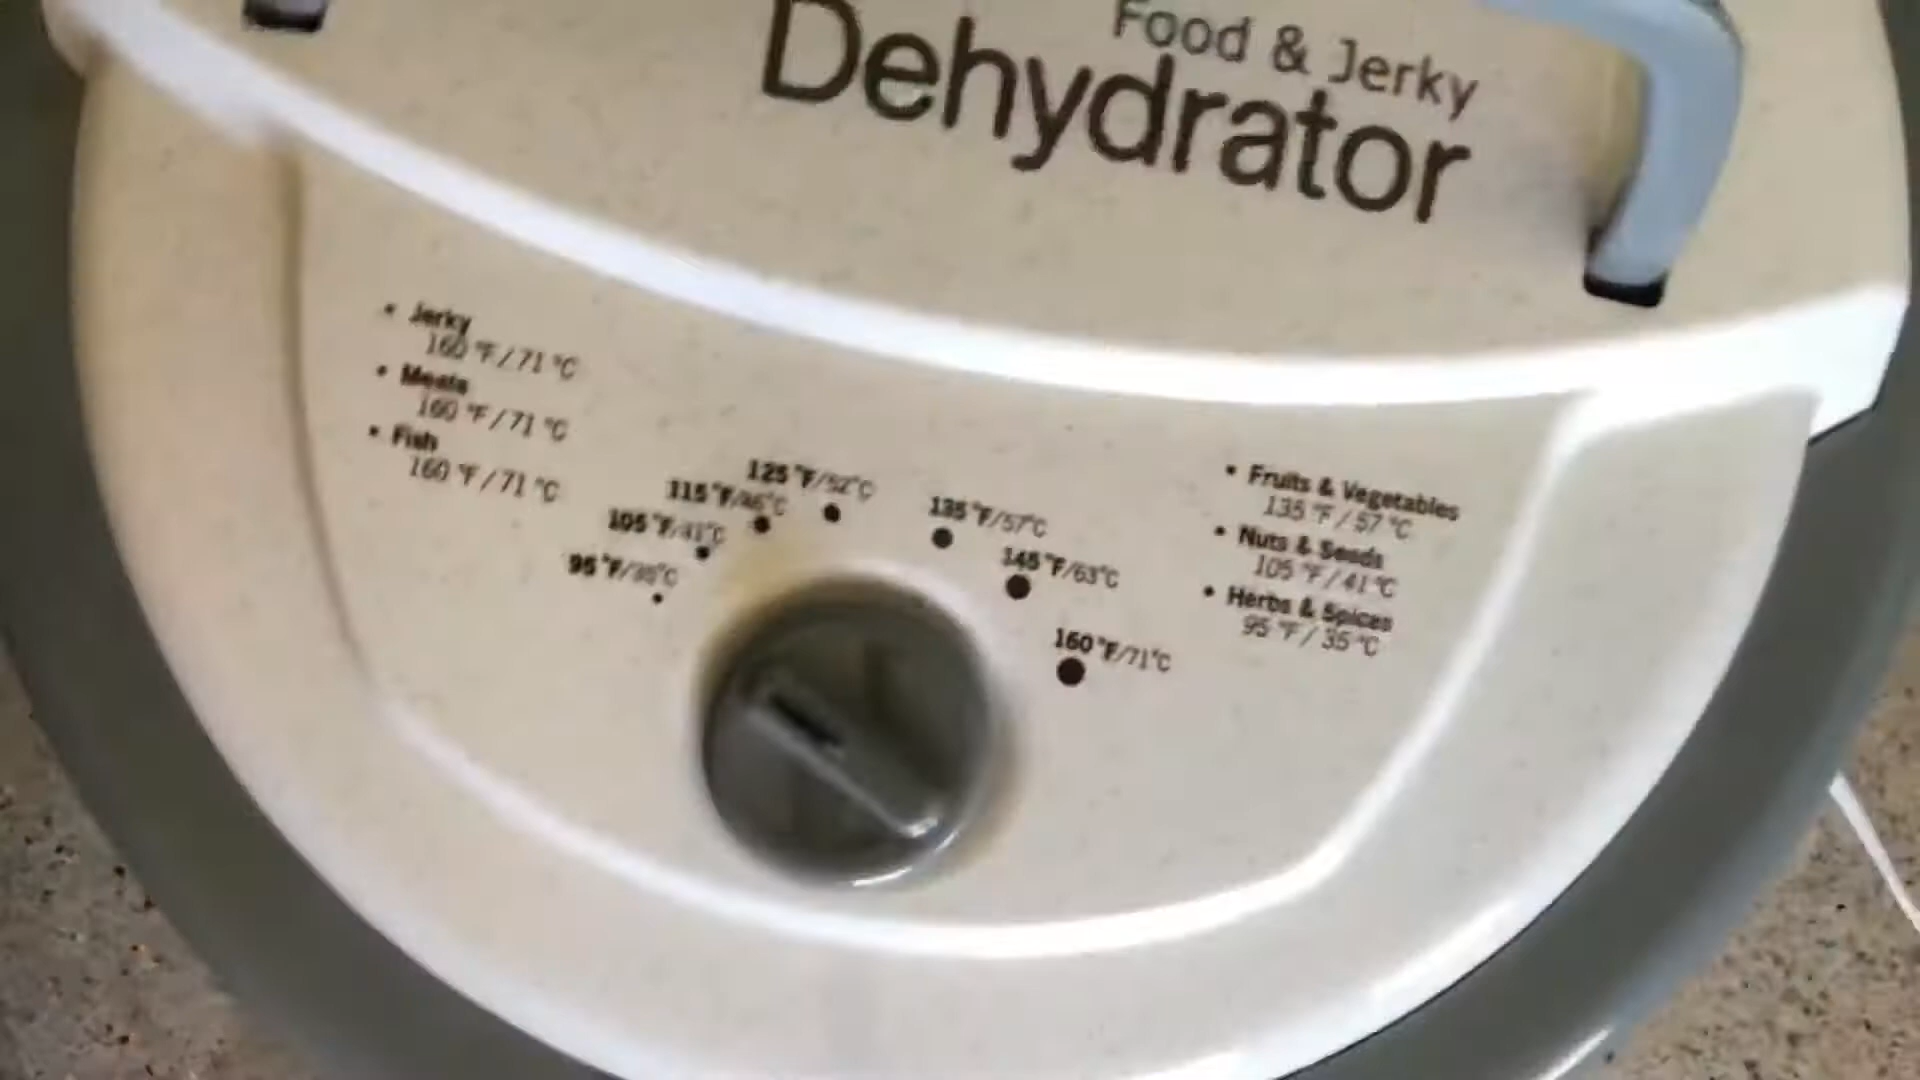 Food & Jerky
Dehydrator
• Jerky
160 °F / 71 °C
• Meats
160 °F / 71 °C
• Fish
160 °F / 71 °C
95 °F/35°C
105 °F/41°C
115 °F/46°C
125 °F/52°C
135 °F/57°C
145 °F/63°C
160 °F/71°C
• Fruits & Vegetables
135 °F / 57 °C
• Nuts & Seeds
105 °F / 41 °C
• Herbs & Spices
95 °F / 35 °C